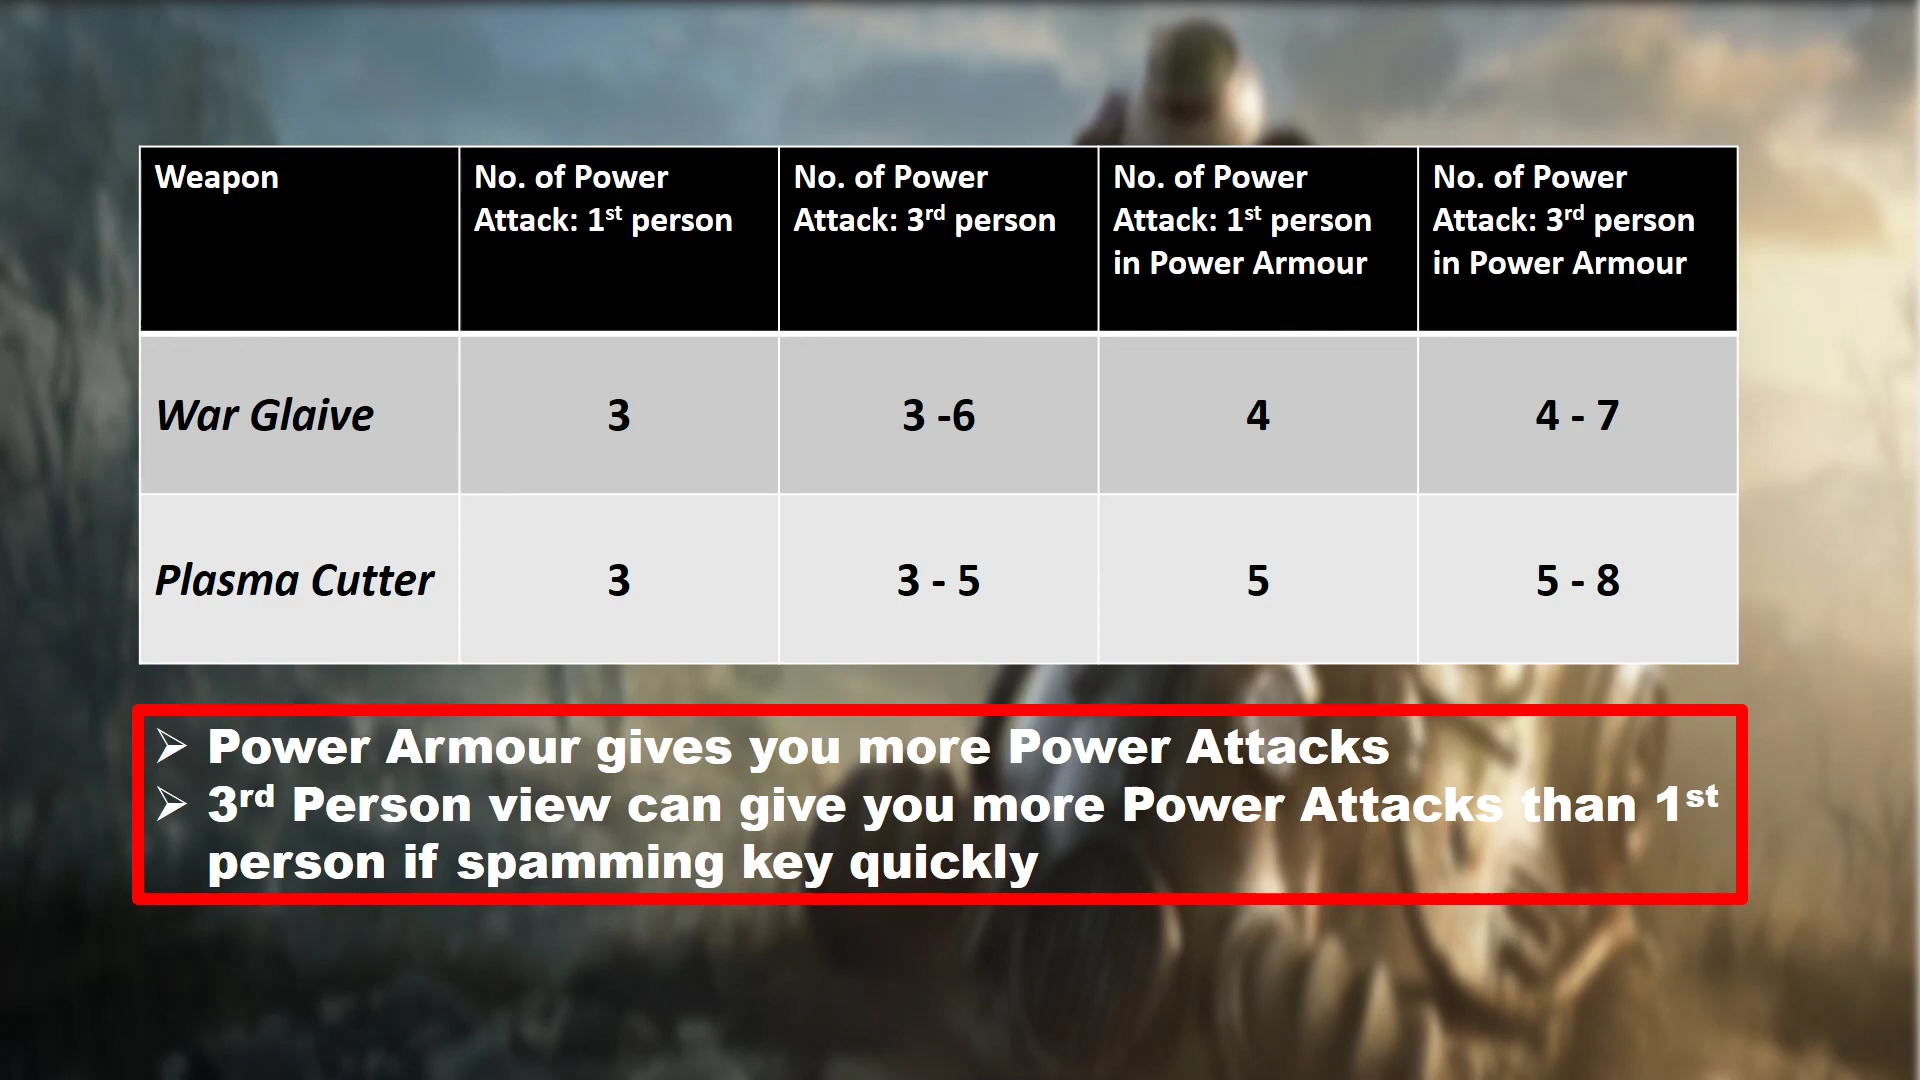 Weapon
No. of Power
Attack: 1st person
No. of Power
Attack: 3rd person
No. of Power
Attack: 1st person
in Power Armour
No. of Power
Attack: 3rd person
in Power Armour
War Glaive
3
3 -6
4
4 - 7
Plasma Cutter
3
3 - 5
5
5 - 8
➢ Power Armour gives you more Power Attacks
➢ 3rd Person view can give you more Power Attacks than 1st
person if spamming key quickly